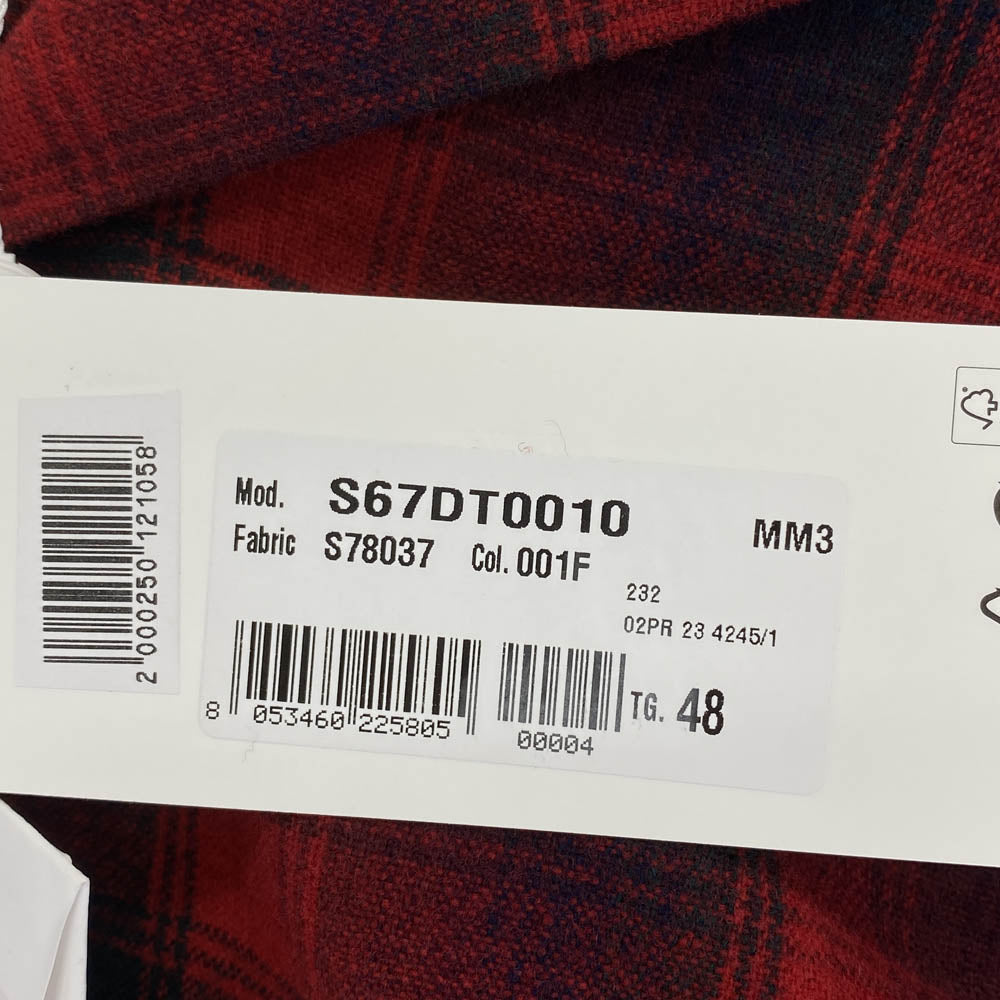 2 000250 121058
Mod. S67DT0010
Fabric S78037 Col. 001F
MM3
232
02PR 23 4245/1
8 053460 225805
00004
TG. 48